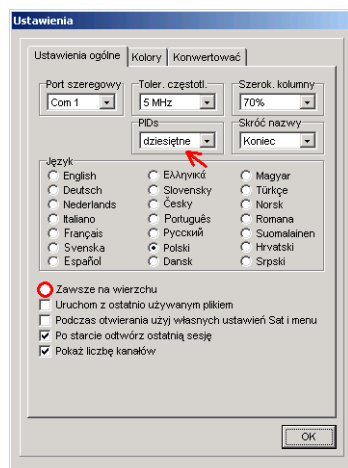 Ustawienia
Ustawienia ogólne Kolory Konwertować
Port szeregowy Toler. częstotl. Szerok. kolumny
Com 1 5 MHz 70%
PIDs Skróć nazwy
dziesiętne Koniec
Język
English Ελληνικά Magyar
Deutsch Slovensky Türkçe
Nederlands Česky Norsk
Italiano Português Romana
Français Русский Suomalainen
Svenska Polski Hrvatski
Español Dansk Srpski
Zawsze na wierzchu
Uruchom z ostatnio używanym plikiem
Podczas otwierania użyj własnych ustawień Sat i menu
Po starcie odtwórz ostatnią sesję
Pokaż liczbę kanałów
OK